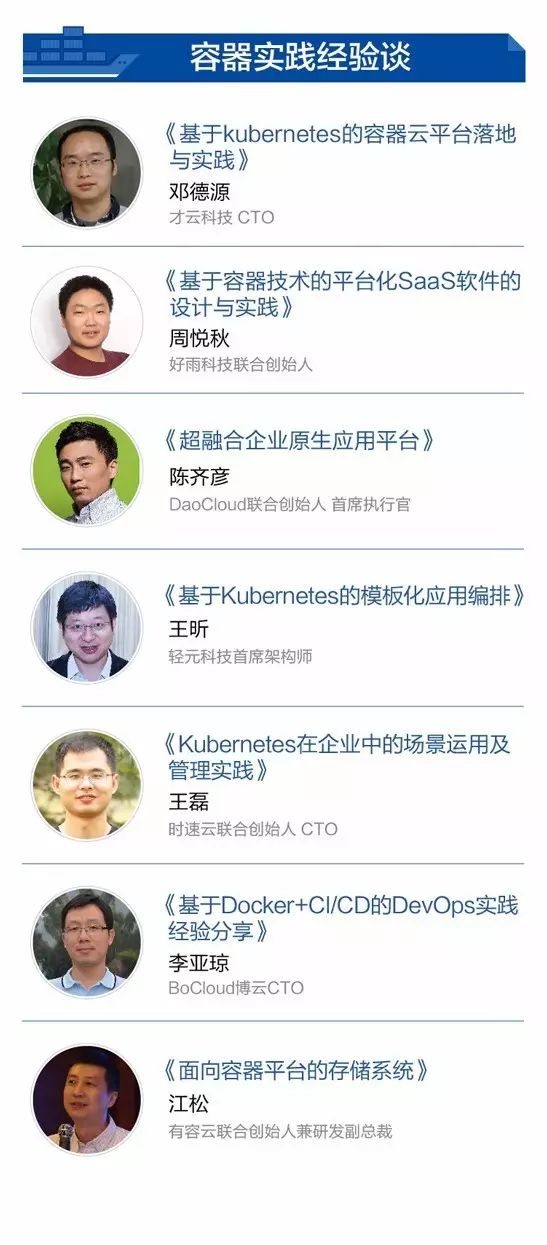 容器实践经验谈
《基于kubernetes的容器云平台落地
与实践》
邓德源
才云科技 CTO
《基于容器技术的平台化SaaS软件的
设计与实践》
周悦秋
好雨科技联合创始人
《超融合企业原生应用平台》
陈齐彦
DaoCloud联合创始人 首席执行官
《基于Kubernetes的模板化应用编排》
王昕
轻元科技首席架构师
《Kubernetes在企业中的场景运用及
管理实践》
王磊
时速云联合创始人 CTO
《基于Docker+CI/CD的DevOps实践
经验分享》
李亚琼
BoCloud博云CTO
《面向容器平台的存储系统》
江松
有容云联合创始人兼研发副总裁